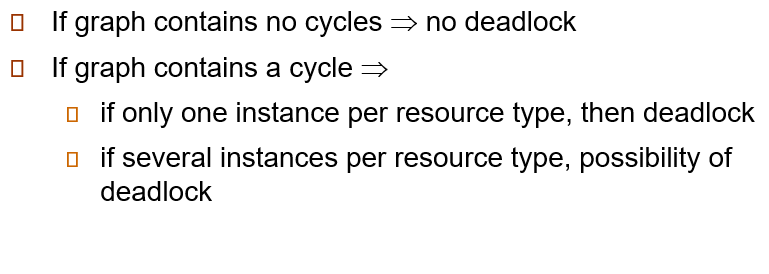 If graph contains no cycles ⇒ no deadlock
If graph contains a cycle ⇒
if only one instance per resource type, then deadlock
if several instances per resource type, possibility of
deadlock